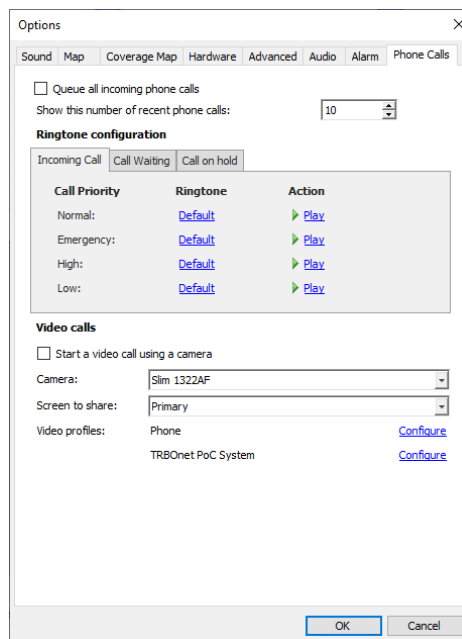 Options
Sound Map Coverage Map Hardware Advanced Audio Alarm Phone Calls
Queue all incoming phone calls
Show this number of recent phone calls: 10
Ringtone configuration
Incoming Call Call Waiting Call on hold
Call Priority Ringtone Action
Normal: Default Play
Emergency: Default Play
High: Default Play
Low: Default Play
Video calls
Start a video call using a camera
Camera: Slim 1322AF
Screen to share: Primary
Video profiles: Phone Configure
TRBOnet PoC System Configure
OK Cancel